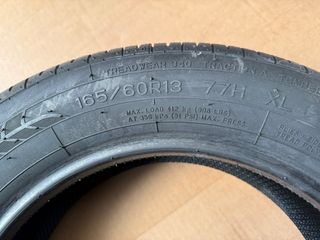 TREADWEAR 340 TRACTION A
165/60R13 77H XL
MAX. LOAD 412 kg (908 LBS)
AT 350 kPa (51 PSI) MAX. PRESS